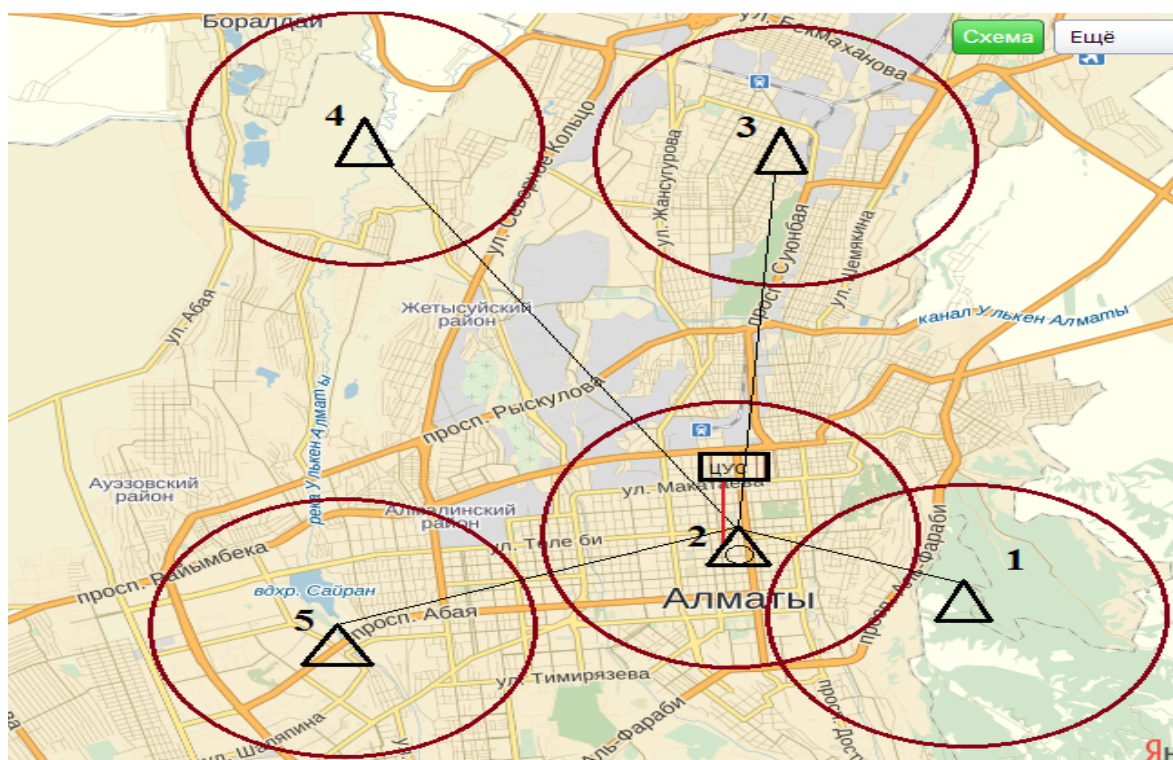 Боралдай
ул. Бекмаханова
Схема
Ещё
4
3
ул. Северное Кольцо
ул. Жансугурова
просп. Суюнбая
ул. Шемякина
ул. Абая
Жетысуйский
район
канал Улькен Алматы
просп. Рыскулова
река Улькен Алматы
ЦУС
ул. Макатаева
Ауэзовский
район
Алмалинский
район
ул. Толе би
2
1
просп. Райымбека
вдхр. Сайран
Алматы
просп. Аль-Фараби
5
просп. Абая
ул. Тимирязева
ул. Шаляпина
ул.
Аль-Фараби
просп. Дост
Ян